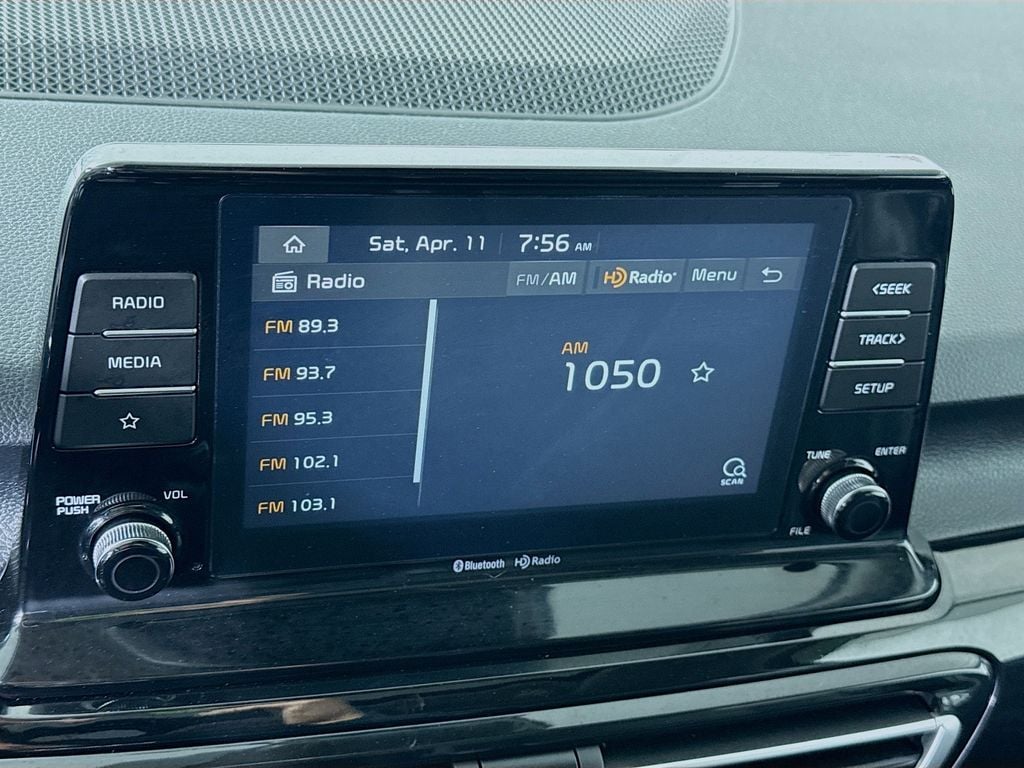 Sat, Apr. 11 7:56 AM
Radio FM/AM HD Radio Menu
FM 89.3
FM 93.7
FM 95.3
FM 102.1
FM 103.1
AM
1050
SCAN
RADIO
MEDIA
POWER
PUSH
VOL
<SEEK
TRACK>
SETUP
TUNE
ENTER
FILE
Bluetooth HD Radio